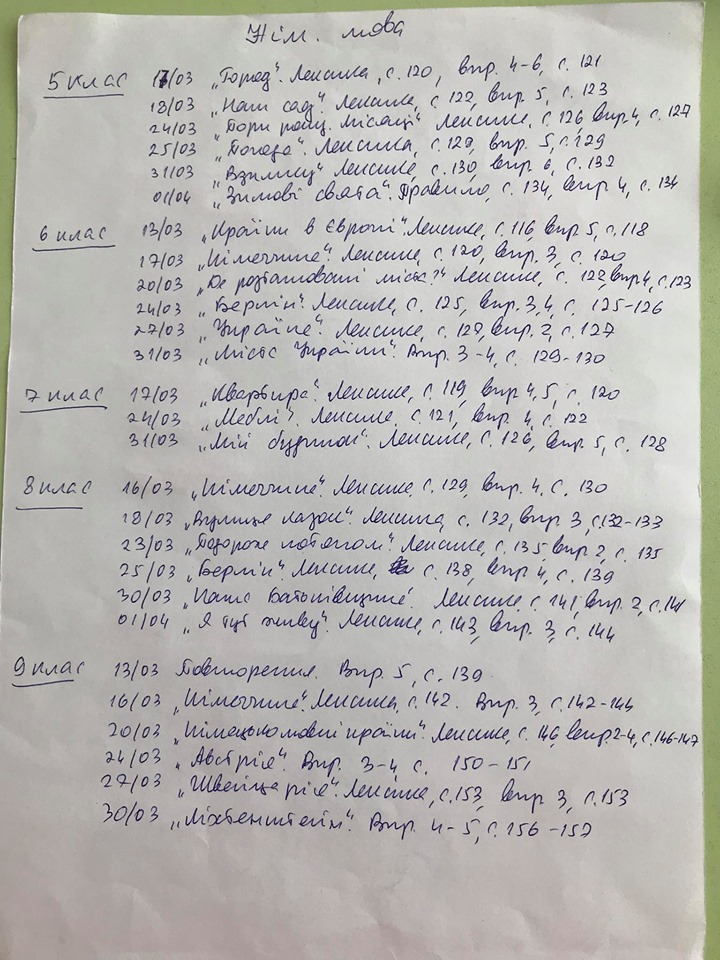 Нім. мова
5 клас 17/03 „Город". Лексика, с. 120, впр. 4-6, с. 121
18/03 „Наш сад". Лексика, с 122, впр. 5, с. 123
24/03 „Пори року. Місяці" Лексика, с. 126 впр 4, с. 127
25/03 „Погода". Лексика, с. 129, впр. 5, с. 129
31/03 „Взимку" Лексика, с. 130, впр 6, с. 132
01/04 „Зимові свята". Правило, с. 134, впр. 4, с. 134
6 клас 13/03 „Країни в Європі". Лексика, с. 116, впр 5, с. 118
17/03 „Німеччина". Лексика, с. 120, впр. 3, с. 120
20/03 „Де розташовані міста?" Лексика, с. 122, впр 4, с. 123
24/03 „Берлін". Лексика, с. 125, впр. 3,4, с. 125-126
27/03 „Україна". Лексика, с. 127, впр. 2, с. 127
31/03 „Міста України". Впр. 3-4, с. 129-130
7 клас 17/03 „Квартира". Лексика, с. 119, впр 4,5, с. 120
24/03 „Меблі". Лексика, с. 121, впр. 4, с 122
31/03 „Мій будинок". Лексика, с. 126, впр. 5, с. 128
8 клас 16/03 „Німеччина". Лексика, с. 129, впр. 4, с. 130
18/03 „Вулиця казок". Лексика, с. 132, впр. 3, с. 132-133
23/03 „Подорож потягом". Лексика, с. 135 впр 2, с. 135
25/03 „Берлін". Лексика, с. 138, впр 4, с. 139
30/03 „Наша Батьківщина". Лексика, с. 141, впр. 2, с. 141
01/04 „Я тут живу". Лексика, с. 143, впр. 3, с. 144
9 клас 13/03 Повторення. Впр. 5, с. 139
16/03 „Німеччина". Лексика, с. 142. Впр. 3, с. 142-144
20/03 „Німецькомовні країни". Лексика, с. 146, впр. 2-4, с. 146-147
24/03 „Австрія". Впр. 3-4 с. 150-151
27/03 „Швейцарія". Лексика, с. 153, впр. 3, с. 153
30/03 „Ліхтенштейн". Впр. 4-5, с. 156-157